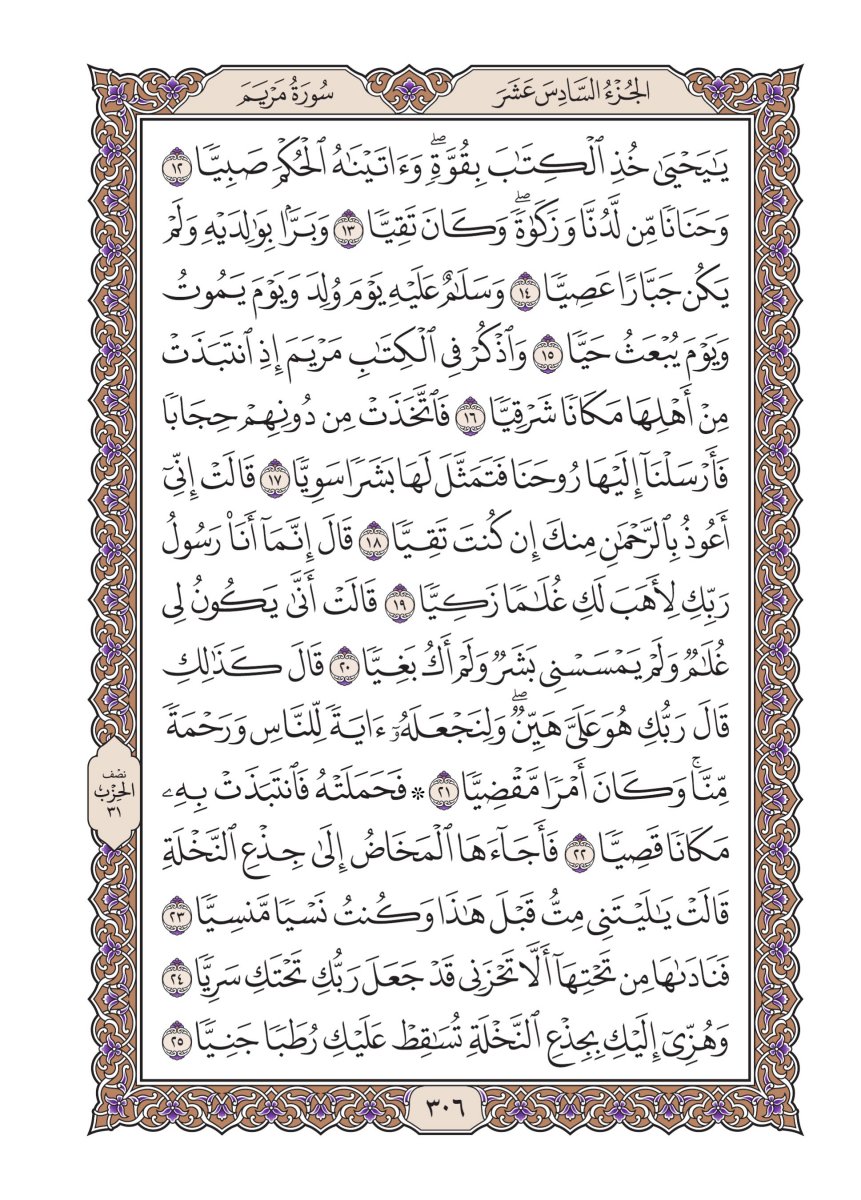 الجُزْءُ السَّادِسَ عَشَرَ
سُورَةُ مَرْيَمَ
يَٰيَحْيَىٰ خُذِ ٱلْكِتَٰبَ بِقُوَّةٍۖ وَءَاتَيْنَٰهُ ٱلْحُكْمَ صَبِيًّا ١٢
وَحَنَانًا مِّن لَّدُنَّا وَزَكَوٰةًۖ وَكَانَ تَقِيًّا ١٣ وَبَرًّۢا بِوَٰلِدَيْهِ وَلَمْ
يَكُن جَبَّارًا عَصِيًّا ١٤ وَسَلَٰمٌ عَلَيْهِ يَوْمَ وُلِدَ وَيَوْمَ يَمُوتُ
وَيَوْمَ يُبْعَثُ حَيًّا ١٥ وَٱذْكُرْ فِي ٱلْكِتَٰبِ مَرْيَمَ إِذِ ٱنتَبَذَتْ
مِنْ أَهْلِهَا مَكَانًا شَرْقِيًّا ١٦ فَٱتَّخَذَتْ مِن دُونِهِمْ حِجَابًا
فَأَرْسَلْنَآ إِلَيْهَا رُوحَنَا فَتَمَثَّلَ لَهَا بَشَرًا سَوِيًّا ١٧ قَالَتْ إِنِّيٓ
أَعُوذُ بِٱلرَّحْمَٰنِ مِنكَ إِن كُنتَ تَقِيًّا ١٨ قَالَ إِنَّمَآ أَنَا۠ رَسُولُ
رَبِّكِ لِأَهَبَ لَكِ غُلَٰمًا زَكِيًّا ١٩ قَالَتْ أَنَّىٰ يَكُونُ لِي
غُلَٰمٌ وَلَمْ يَمْسَسْنِي بَشَرٌ وَلَمْ أَكُ بَغِيًّا ٢٠ قَالَ كَذَٰلِكِ
قَالَ رَبُّكِ هُوَ عَلَيَّ هَيِّنٌۖ وَلِنَجْعَلَهُۥٓ ءَايَةً لِّلنَّاسِ وَرَحْمَةً
مِّنَّاۚ وَكَانَ أَمْرًا مَّقْضِيًّا ٢١ ۞ فَحَمَلَتْهُ فَٱنتَبَذَتْ بِهِۦ
مَكَانًا قَصِيًّا ٢٢ فَأَجَآءَهَا ٱلْمَخَاضُ إِلَىٰ جِذْعِ ٱلنَّخْلَةِ
قَالَتْ يَٰلَيْتَنِي مِتُّ قَبْلَ هَٰذَا وَكُنتُ نَسْيًا مَّنسِيًّا ٢٣
فَنَادَىٰهَا مِن تَحْتِهَآ أَلَّا تَحْزَنِي قَدْ جَعَلَ رَبُّكِ تَحْتَكِ سَرِيًّا ٢٤
وَهُزِّيٓ إِلَيْكِ بِجِذْعِ ٱلنَّخْلَةِ تُسَٰقِطْ عَلَيْكِ رُطَبًا جَنِيًّا ٢٥
نصف
الحِزْب
٣١
٣٠٦